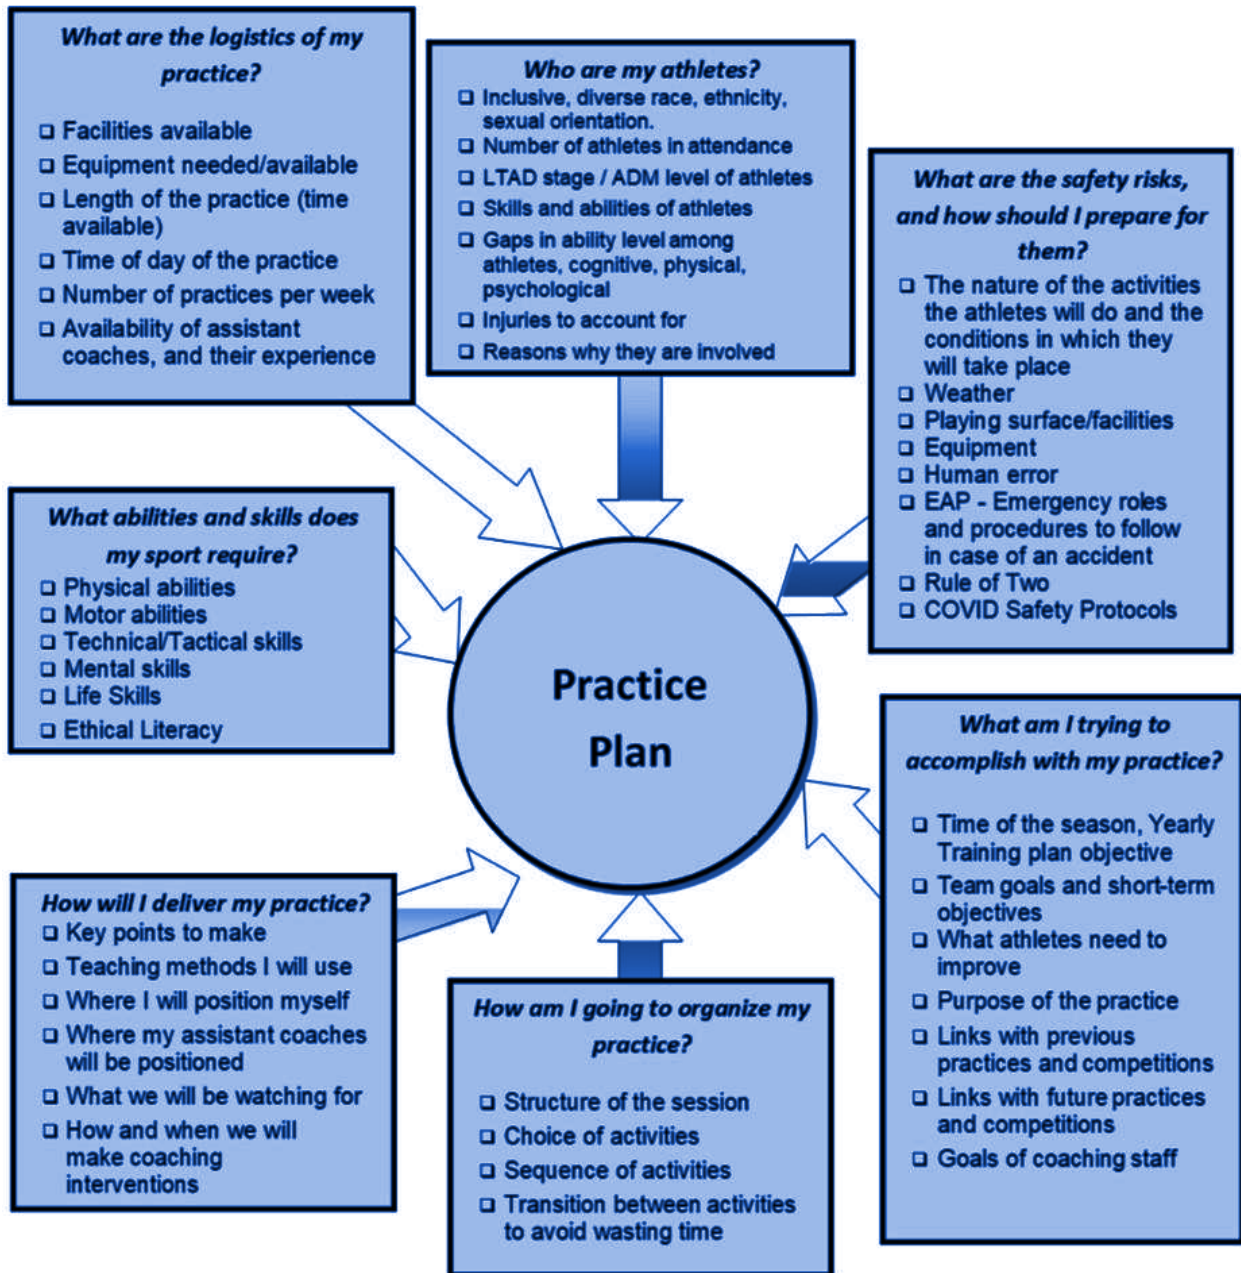 What are the logistics of my
practice?
❑ Facilities available
❑ Equipment needed/available
❑ Length of the practice (time
available)
❑ Time of day of the practice
❑ Number of practices per week
❑ Availability of assistant
coaches, and their experience
Who are my athletes?
❑ Inclusive, diverse race, ethnicity,
sexual orientation.
❑ Number of athletes in attendance
❑ LTAD stage / ADM level of athletes
❑ Skills and abilities of athletes
❑ Gaps in ability level among
athletes, cognitive, physical,
psychological
❑ Injuries to account for
❑ Reasons why they are involved
What are the safety risks,
and how should I prepare for
them?
❑ The nature of the activities
the athletes will do and the
conditions in which they
will take place
❑ Weather
❑ Playing surface/facilities
❑ Equipment
❑ Human error
❑ EAP - Emergency roles
and procedures to follow
in case of an accident
❑ Rule of Two
❑ COVID Safety Protocols
What abilities and skills does
my sport require?
❑ Physical abilities
❑ Motor abilities
❑ Technical/Tactical skills
❑ Mental skills
❑ Life Skills
❑ Ethical Literacy
Practice
Plan
What am I trying to
accomplish with my practice?
❑ Time of the season, Yearly
Training plan objective
❑ Team goals and short-term
objectives
❑ What athletes need to
improve
❑ Purpose of the practice
❑ Links with previous
practices and competitions
❑ Links with future practices
and competitions
❑ Goals of coaching staff
How will I deliver my practice?
❑ Key points to make
❑ Teaching methods I will use
❑ Where I will position myself
❑ Where my assistant coaches
will be positioned
❑ What we will be watching for
❑ How and when we will
make coaching
interventions
How am I going to organize my
practice?
❑ Structure of the session
❑ Choice of activities
❑ Sequence of activities
❑ Transition between activities
to avoid wasting time